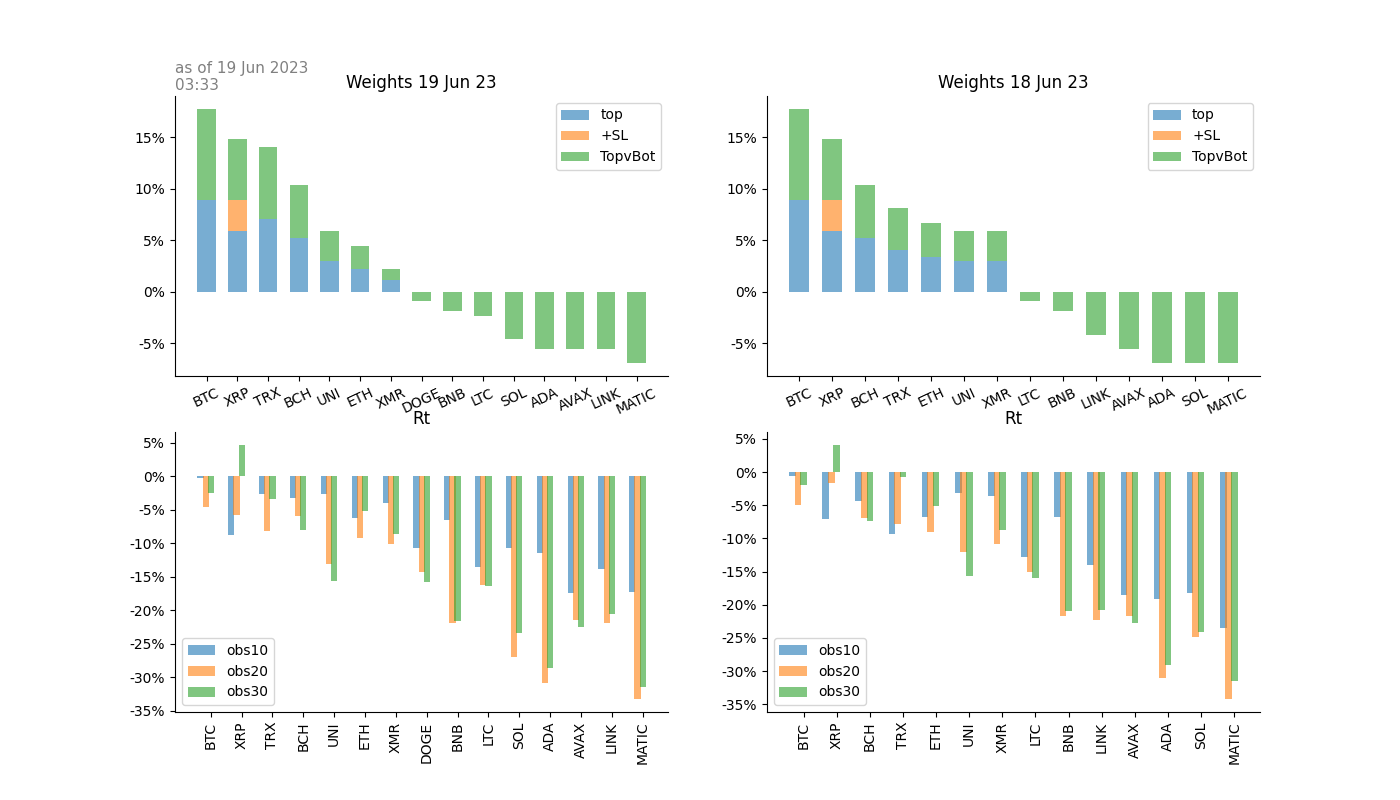 as of 19 Jun 2023
03:33
Weights 19 Jun 23
top
+SL
TopvBot
15%
10%
5%
0%
-5%
BTC XRP TRX BCH UNI ETH XMR DOGE BNB LTC SOL ADA AVAX LINK MATIC
Weights 18 Jun 23
top
+SL
TopvBot
15%
10%
5%
0%
-5%
BTC XRP BCH TRX ETH UNI XMR LTC BNB LINK AVAX ADA SOL MATIC
Rt
5%
0%
-5%
-10%
-15%
-20%
-25%
-30%
-35%
obs10
obs20
obs30
BTC XRP TRX BCH UNI ETH XMR DOGE BNB LTC SOL ADA AVAX LINK MATIC
Rt
5%
0%
-5%
-10%
-15%
-20%
-25%
-30%
-35%
obs10
obs20
obs30
BTC XRP BCH TRX ETH UNI XMR LTC BNB LINK AVAX ADA SOL MATIC